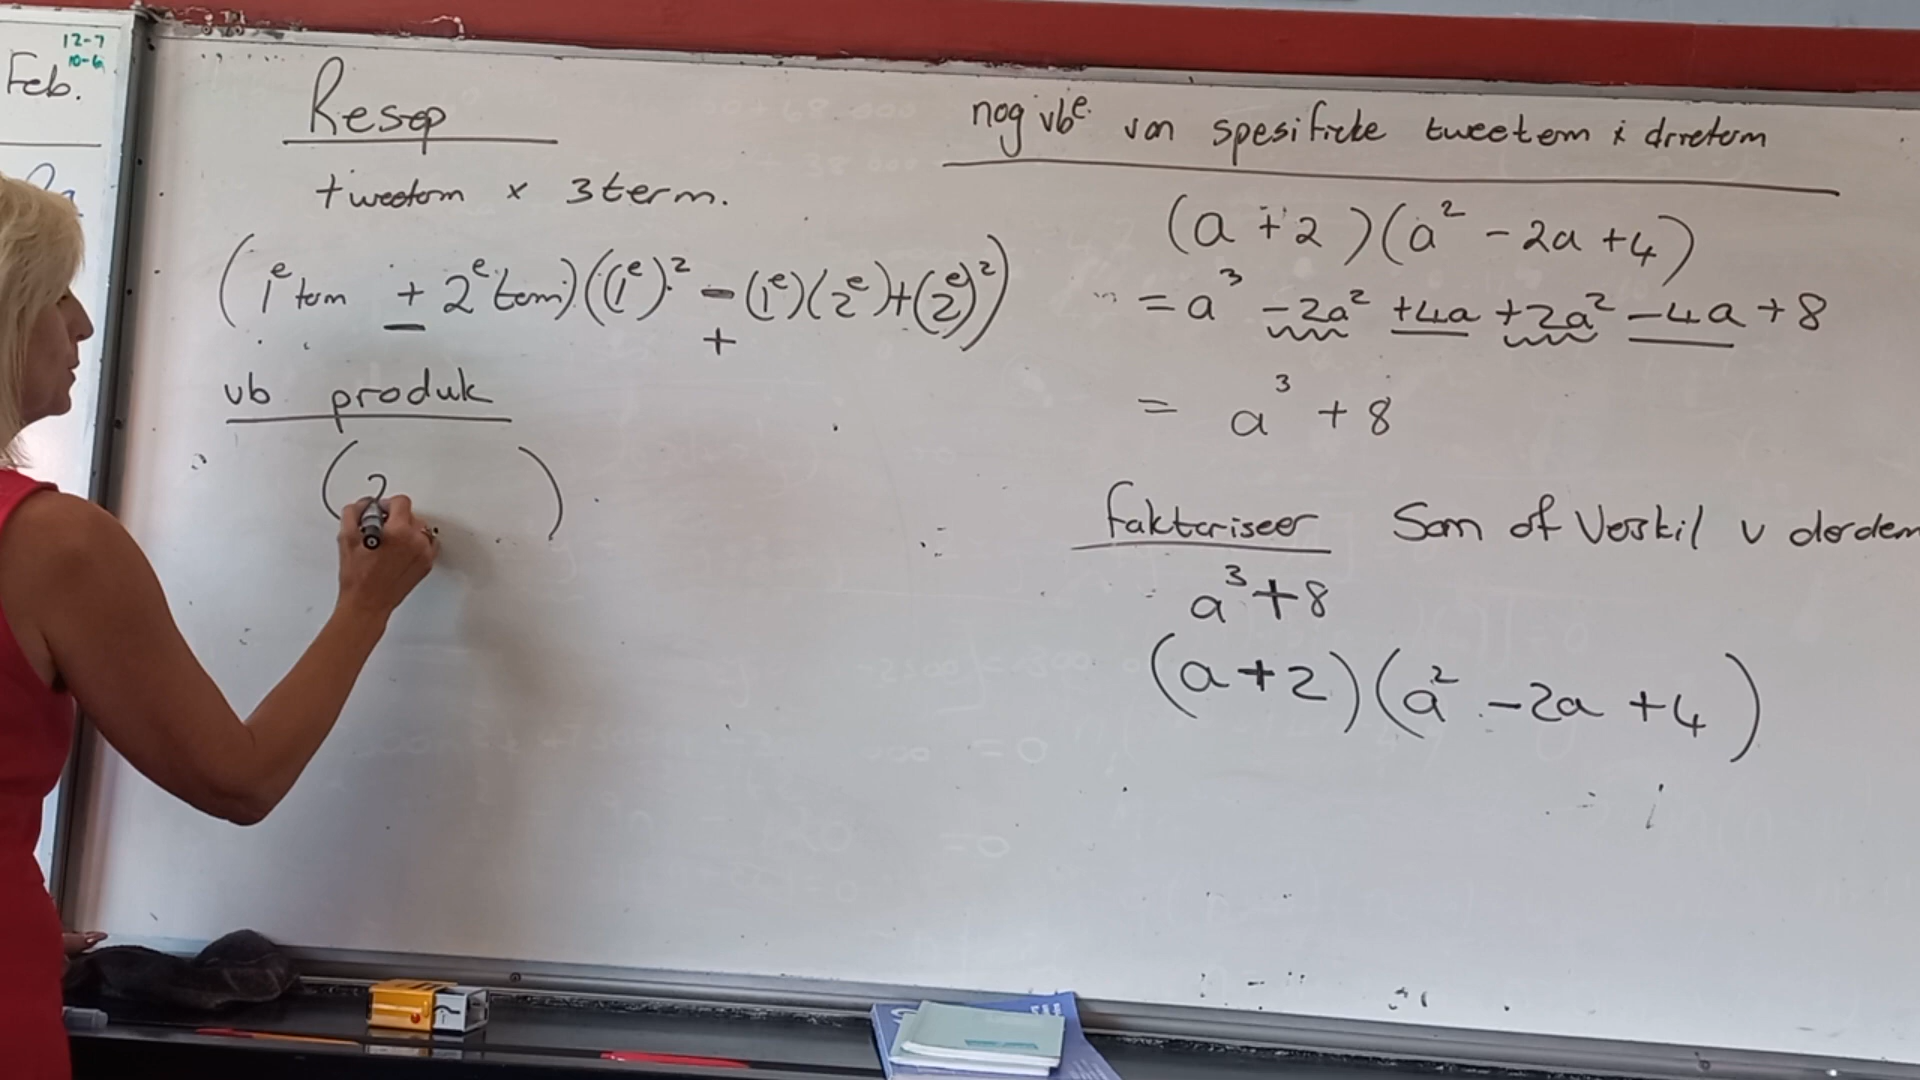 12-7
10-6
Feb.
Resep
tweeterm × 3term.
(1ᵉ term ± 2ᵉ term)((1ᵉ)² - (1ᵉ)(2ᵉ)+(2ᵉ)²)
+
vb produk
(2 )
nog vbᵉ. van spesifieke tweeterm × drieterm
(a + 2)(a² - 2a + 4)
= a³ - 2a² + 4a + 2a² - 4a + 8
= a³ + 8
faktoriseer Som of Verskil v derdem
a³ + 8
(a + 2)(a² - 2a + 4)